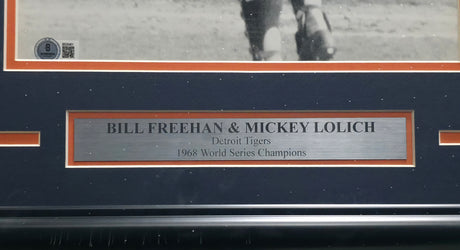 BILL FREEHAN & MICKEY LOLICH
Detroit Tigers
1968 World Series Champions